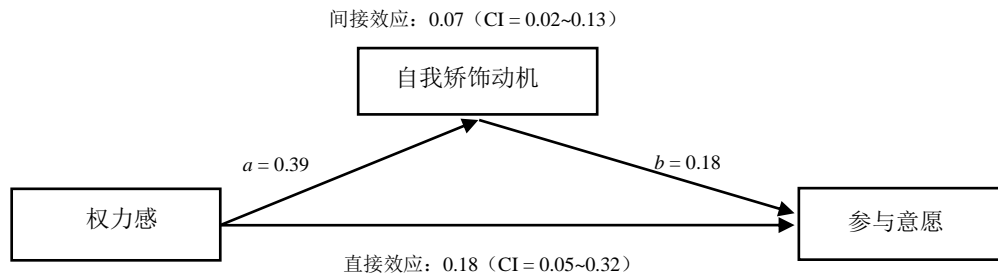 间接效应：0.07（CI = 0.02~0.13）
自我矫饰动机
a = 0.39
b = 0.18
权力感
参与意愿
直接效应：0.18（CI = 0.05~0.32）